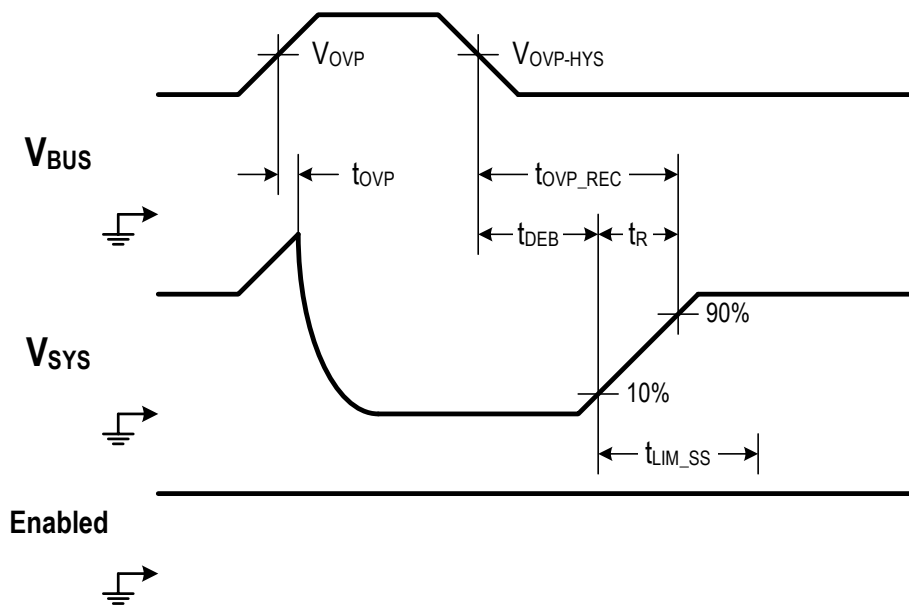 VOVP
VOVP-HYS
VBUS
tOVP
tOVP_REC
tDEB
tR
90%
VSYS
10%
tLIM_SS
Enabled